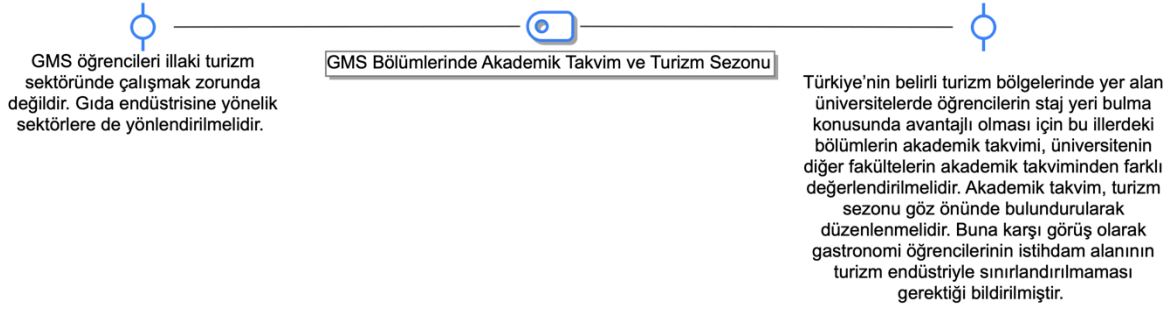 GMS öğrencileri illaki turizm
sektöründe çalışmak zorunda
değildir. Gıda endüstrisine yönelik
sektörlere de yönlendirilmelidir.
GMS Bölümlerinde Akademik Takvim ve Turizm Sezonu
Türkiye’nin belirli turizm bölgelerinde yer alan
üniversitelerde öğrencilerin staj yeri bulma
konusunda avantajlı olması için bu illerdeki
bölümlerin akademik takvimi, üniversitenin
diğer fakültelerin akademik takviminden farklı
değerlendirilmelidir. Akademik takvim, turizm
sezonu göz önünde bulundurularak
düzenlenmelidir. Buna karşı görüş olarak
gastronomi öğrencilerinin istihdam alanının
turizm endüstriyle sınırlandırılmaması
gerektiği bildirilmiştir.